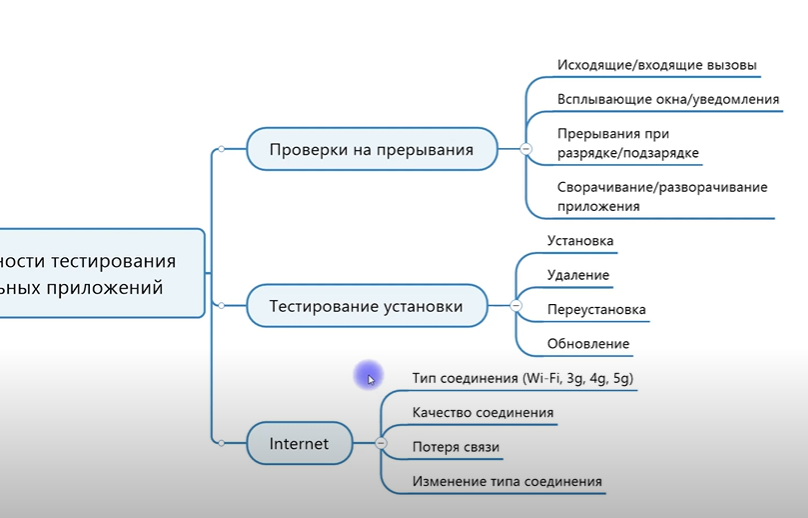 Исходящие/входящие вызовы
Всплывающие окна/уведомления
Проверки на прерывания
Прерывания при
разрядке/подзарядке
Сворачивание/разворачивание
приложения
ности тестирования
ьных приложений
Установка
Удаление
Тестирование установки
Переустановка
Обновление
Тип соединения (Wi-Fi, 3g, 4g, 5g)
Качество соединения
Internet
Потеря связи
Изменение типа соединения